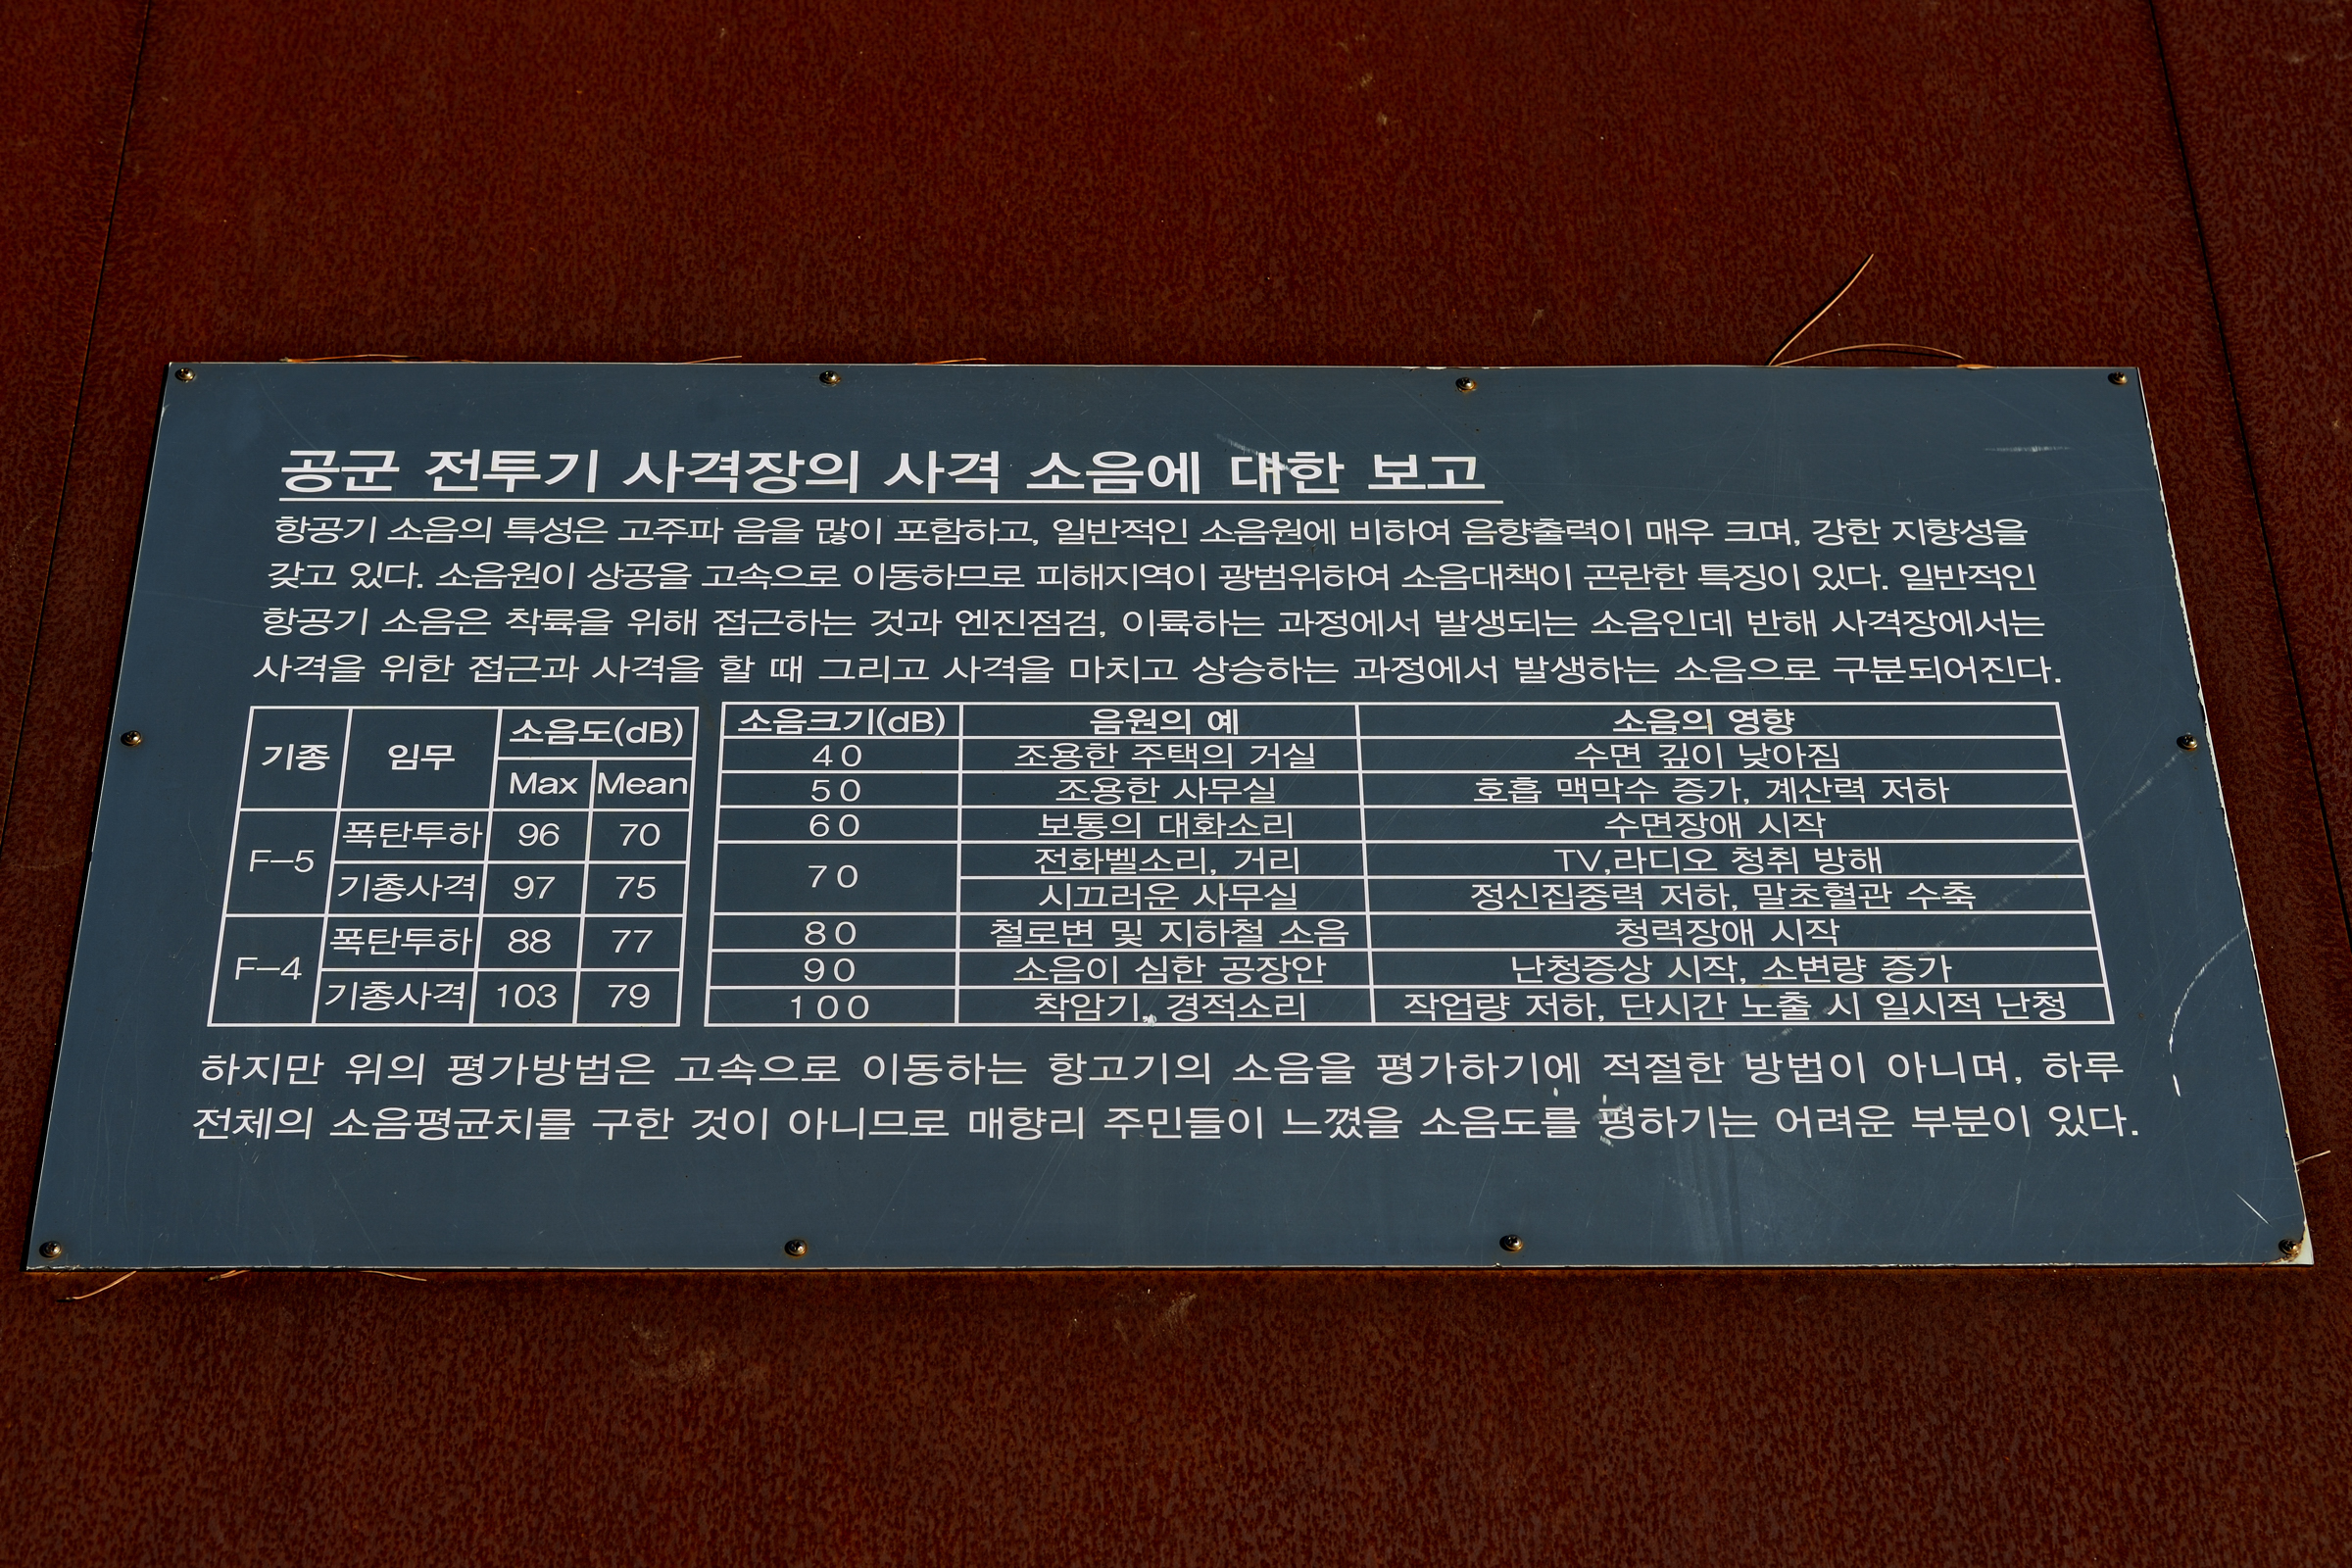 공군 전투기 사격장의 사격 소음에 대한 보고
항공기 소음의 특성은 고주파 음을 많이 포함하고, 일반적인 소음원에 비하여 음향출력이 매우 크며, 강한 지향성을
갖고 있다. 소음원이 상공을 고속으로 이동하므로 피해지역이 광범위하여 소음대책이 곤란한 특징이 있다. 일반적인
항공기 소음은 착륙을 위해 접근하는 것과 엔진점검, 이륙하는 과정에서 발생되는 소음인데 반해 사격장에서는
사격을 위한 접근과 사격을 할 때 그리고 사격을 마치고 상승하는 과정에서 발생하는 소음으로 구분되어진다.
기종 임무 소음도(dB)
Max Mean
F-5 폭탄투하 96 70
기총사격 97 75
F-4 폭탄투하 88 77
기총사격 103 79
소음크기(dB) 음원의 예 소음의 영향
40 조용한 주택의 거실 수면 깊이 낮아짐
50 조용한 사무실 호흡 맥막수 증가, 계산력 저하
60 보통의 대화소리 수면장애 시작
70 전화벨소리, 거리 TV,라디오 청취 방해
시끄러운 사무실 정신집중력 저하, 말초혈관 수축
80 철로변 및 지하철 소음 청력장애 시작
90 소음이 심한 공장안 난청증상 시작, 소변량 증가
100 착암기, 경적소리 작업량 저하, 단시간 노출 시 일시적 난청
하지만 위의 평가방법은 고속으로 이동하는 항고기의 소음을 평가하기에 적절한 방법이 아니며, 하루
전체의 소음평균치를 구한 것이 아니므로 매향리 주민들이 느꼈을 소음도를 평하기는 어려운 부분이 있다.